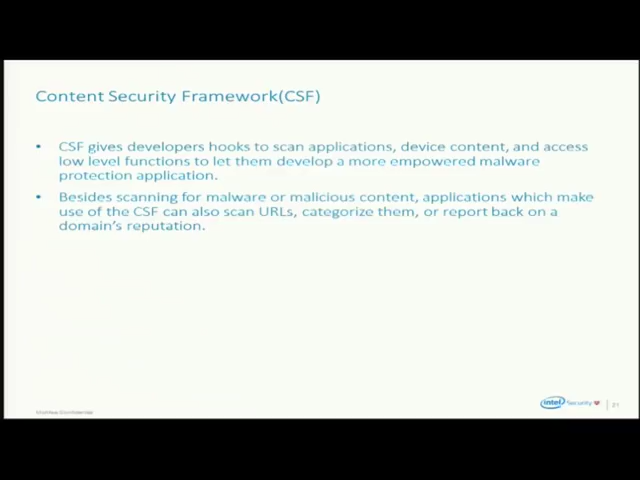 Content Security Framework(CSF)
• CSF gives developers hooks to scan applications, device content, and access
low level functions to let them develop a more empowered malware
protection application.
• Besides scanning for malware or malicious content, applications which make
use of the CSF can also scan URLs, categorize them, or report back on a
domain's reputation.
Confidential
intel Security
21